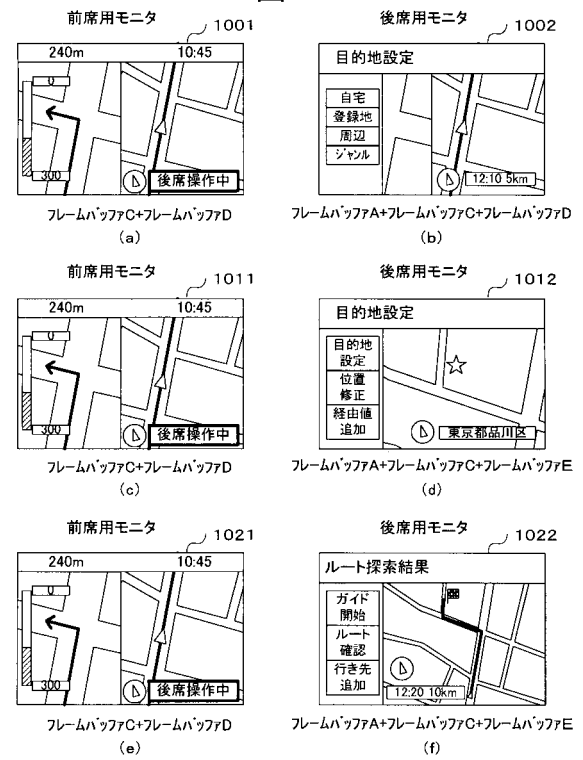 図
前席用モニタ
1001
240m 10:45
0
300
後席操作中
フレームバッファC+フレームバッファD
(a)
後席用モニタ
1002
目的地設定
自宅
登録地
周辺
ジャンル
12:10 5km
フレームバッファA+フレームバッファC+フレームバッファD
(b)
前席用モニタ
1011
240m 10:45
0
300
後席操作中
フレームバッファC+フレームバッファD
(c)
後席用モニタ
1012
目的地設定
目的地
設定
位置
修正
経由値
追加
東京都品川区
フレームバッファA+フレームバッファC+フレームバッファE
(d)
前席用モニタ
1021
240m 10:45
0
300
後席操作中
フレームバッファC+フレームバッファD
(e)
後席用モニタ
1022
ルート探索結果
ガイド
開始
ルート
確認
行き先
追加
12:20 10km
フレームバッファA+フレームバッファC+フレームバッファE
(f)